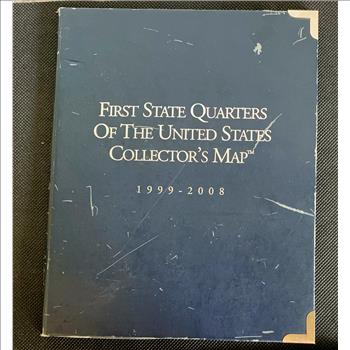 FIRST STATE QUARTERS
OF THE UNITED STATES
COLLECTOR'S MAP™
1999-2008